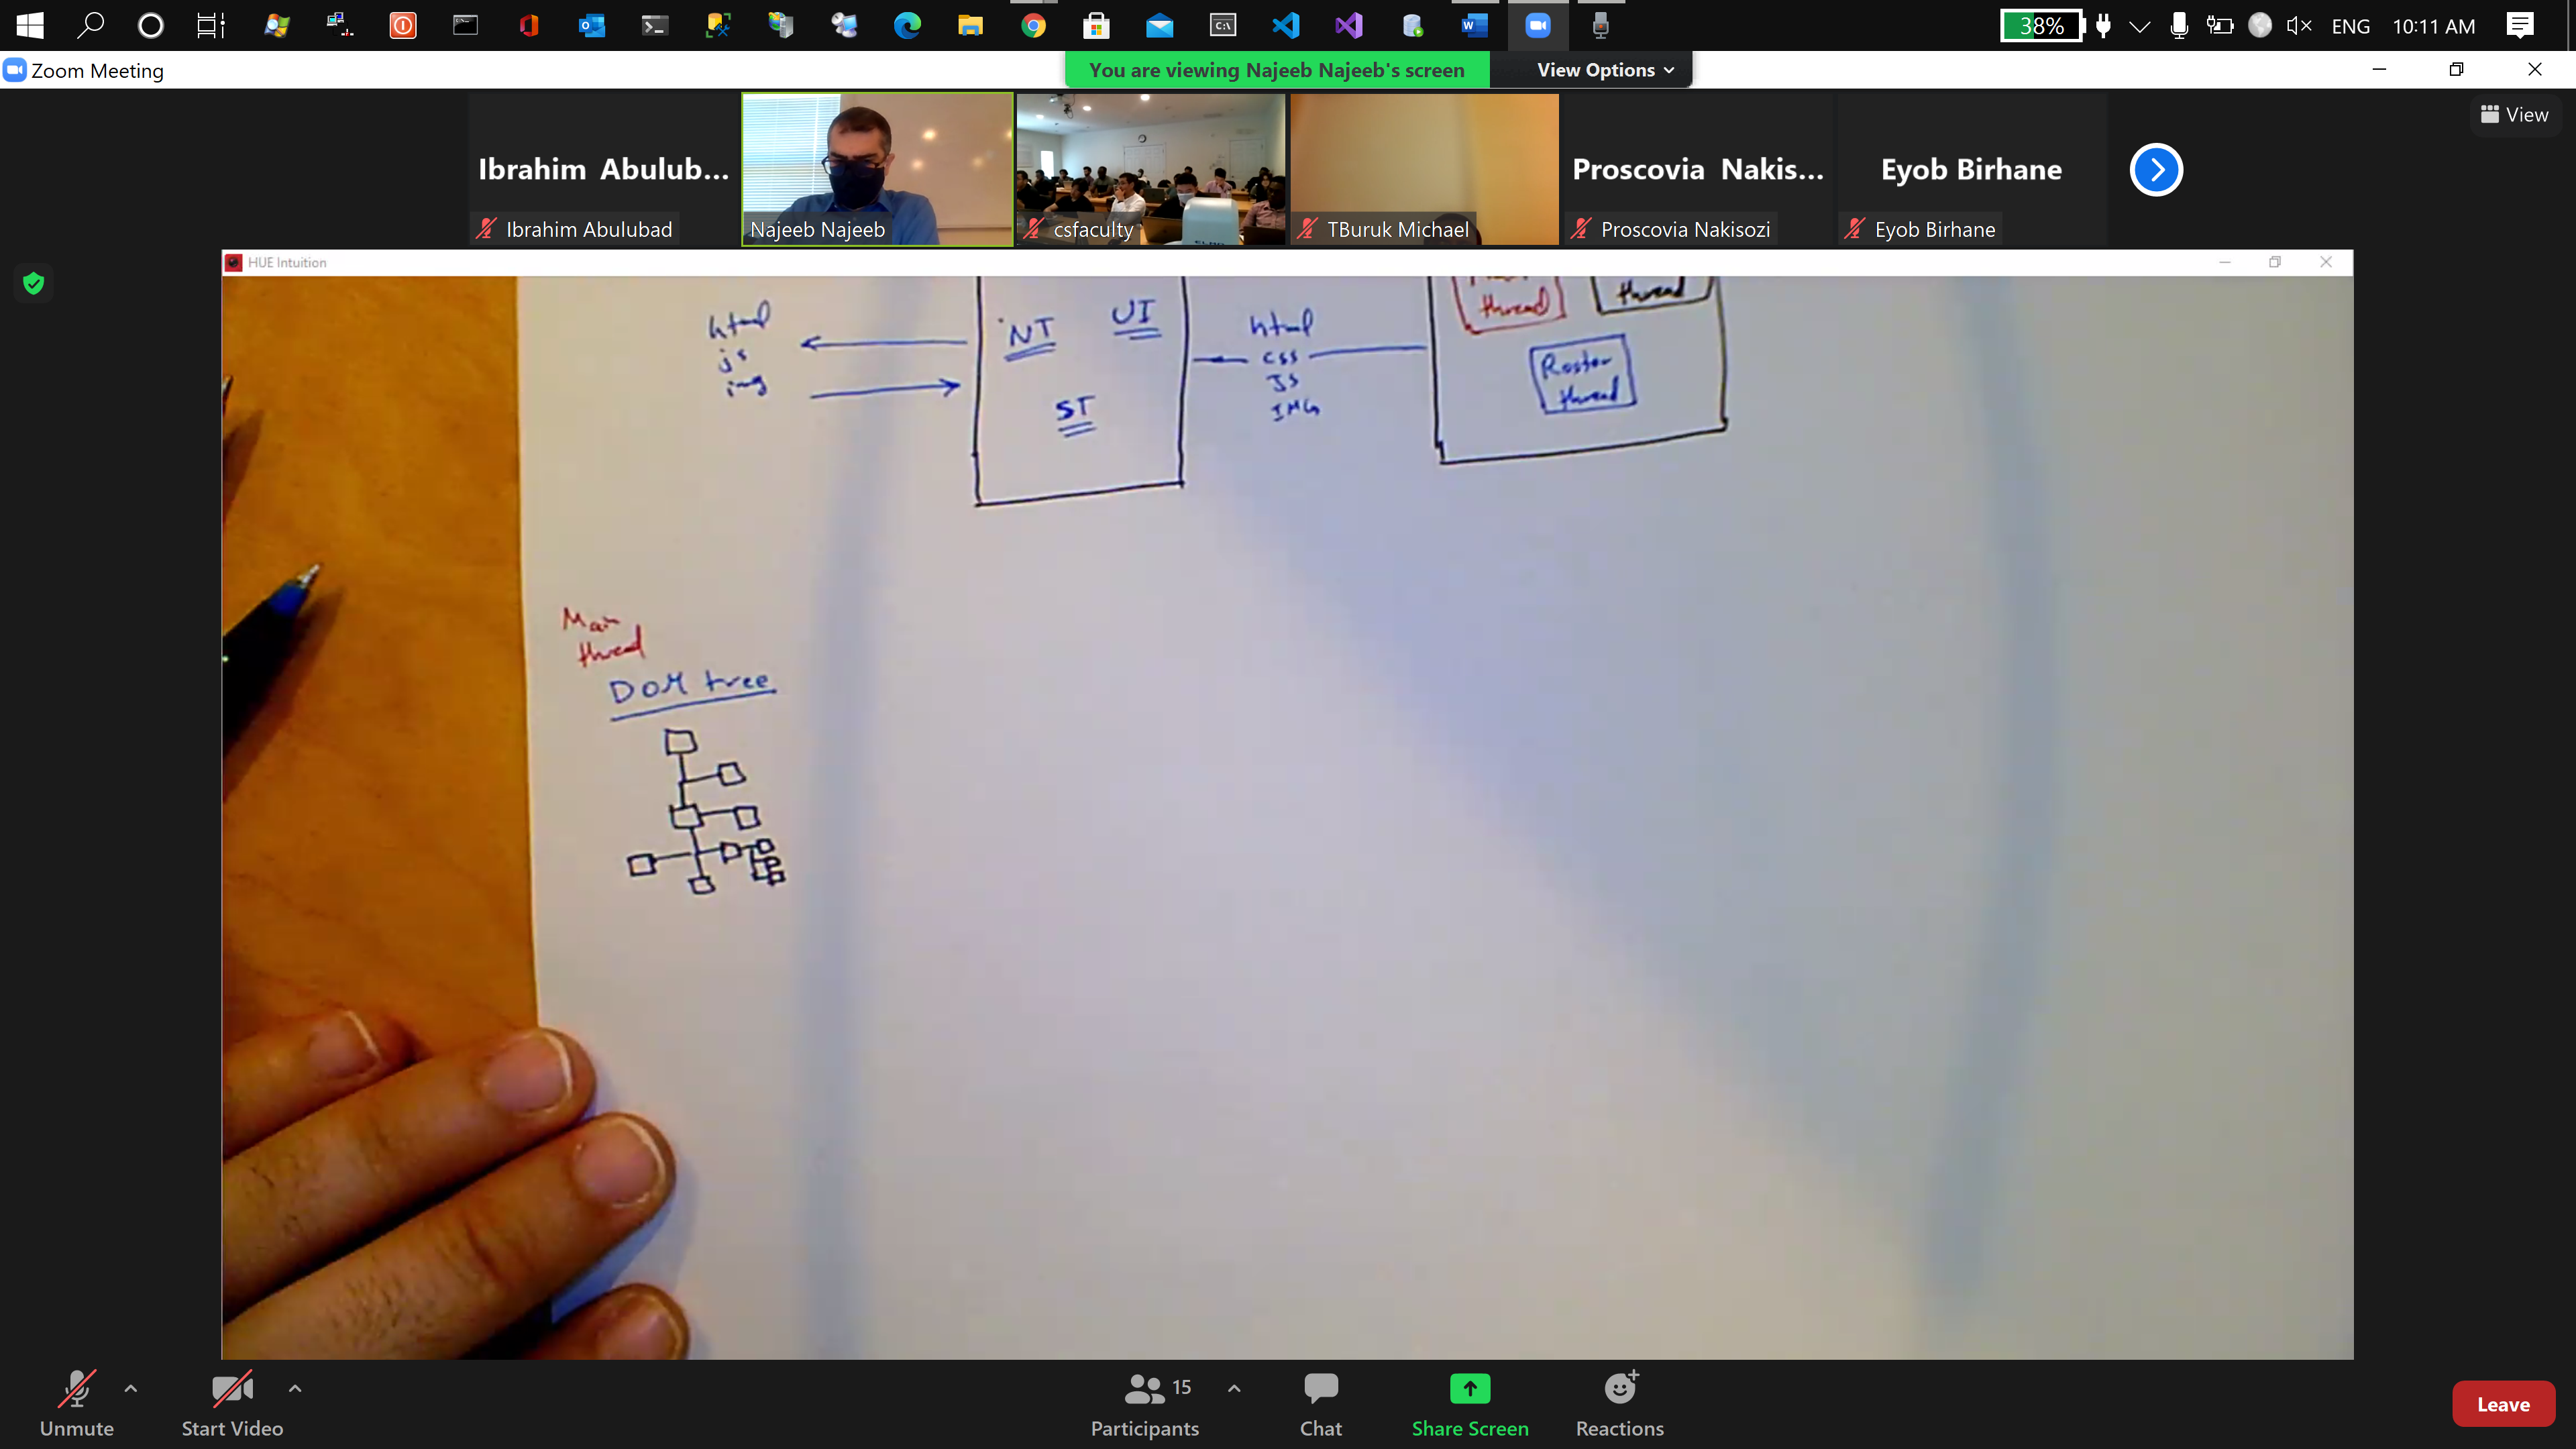 38%
ENG
10:11 AM
Zoom Meeting
You are viewing Najeeb Najeeb's screen
View Options
View
Ibrahim Abulub...
Ibrahim Abulubad
Najeeb Najeeb
csfaculty
TBuruk Michael
Proscovia Nakis...
Proscovia Nakisozi
Eyob Birhane
Eyob Birhane
HUE Intuition
html
js
img
NT
UI
ST
html
css
JS
IMG
thread
thread
Raster
thread
Main
thread
DOM tree
Unmute
Start Video
15
Participants
Chat
Share Screen
Reactions
Leave